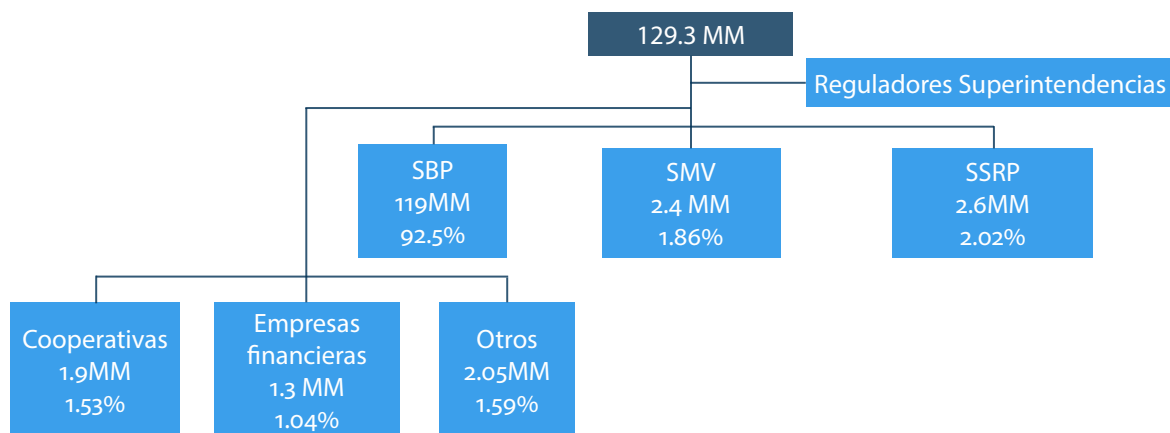 129.3 MM
Reguladores Superintendencias
SBP
119MM
92.5%
SMV
2.4 MM
1.86%
SSRP
2.6MM
2.02%
Cooperativas
1.9MM
1.53%
Empresas
financieras
1.3 MM
1.04%
Otros
2.05MM
1.59%